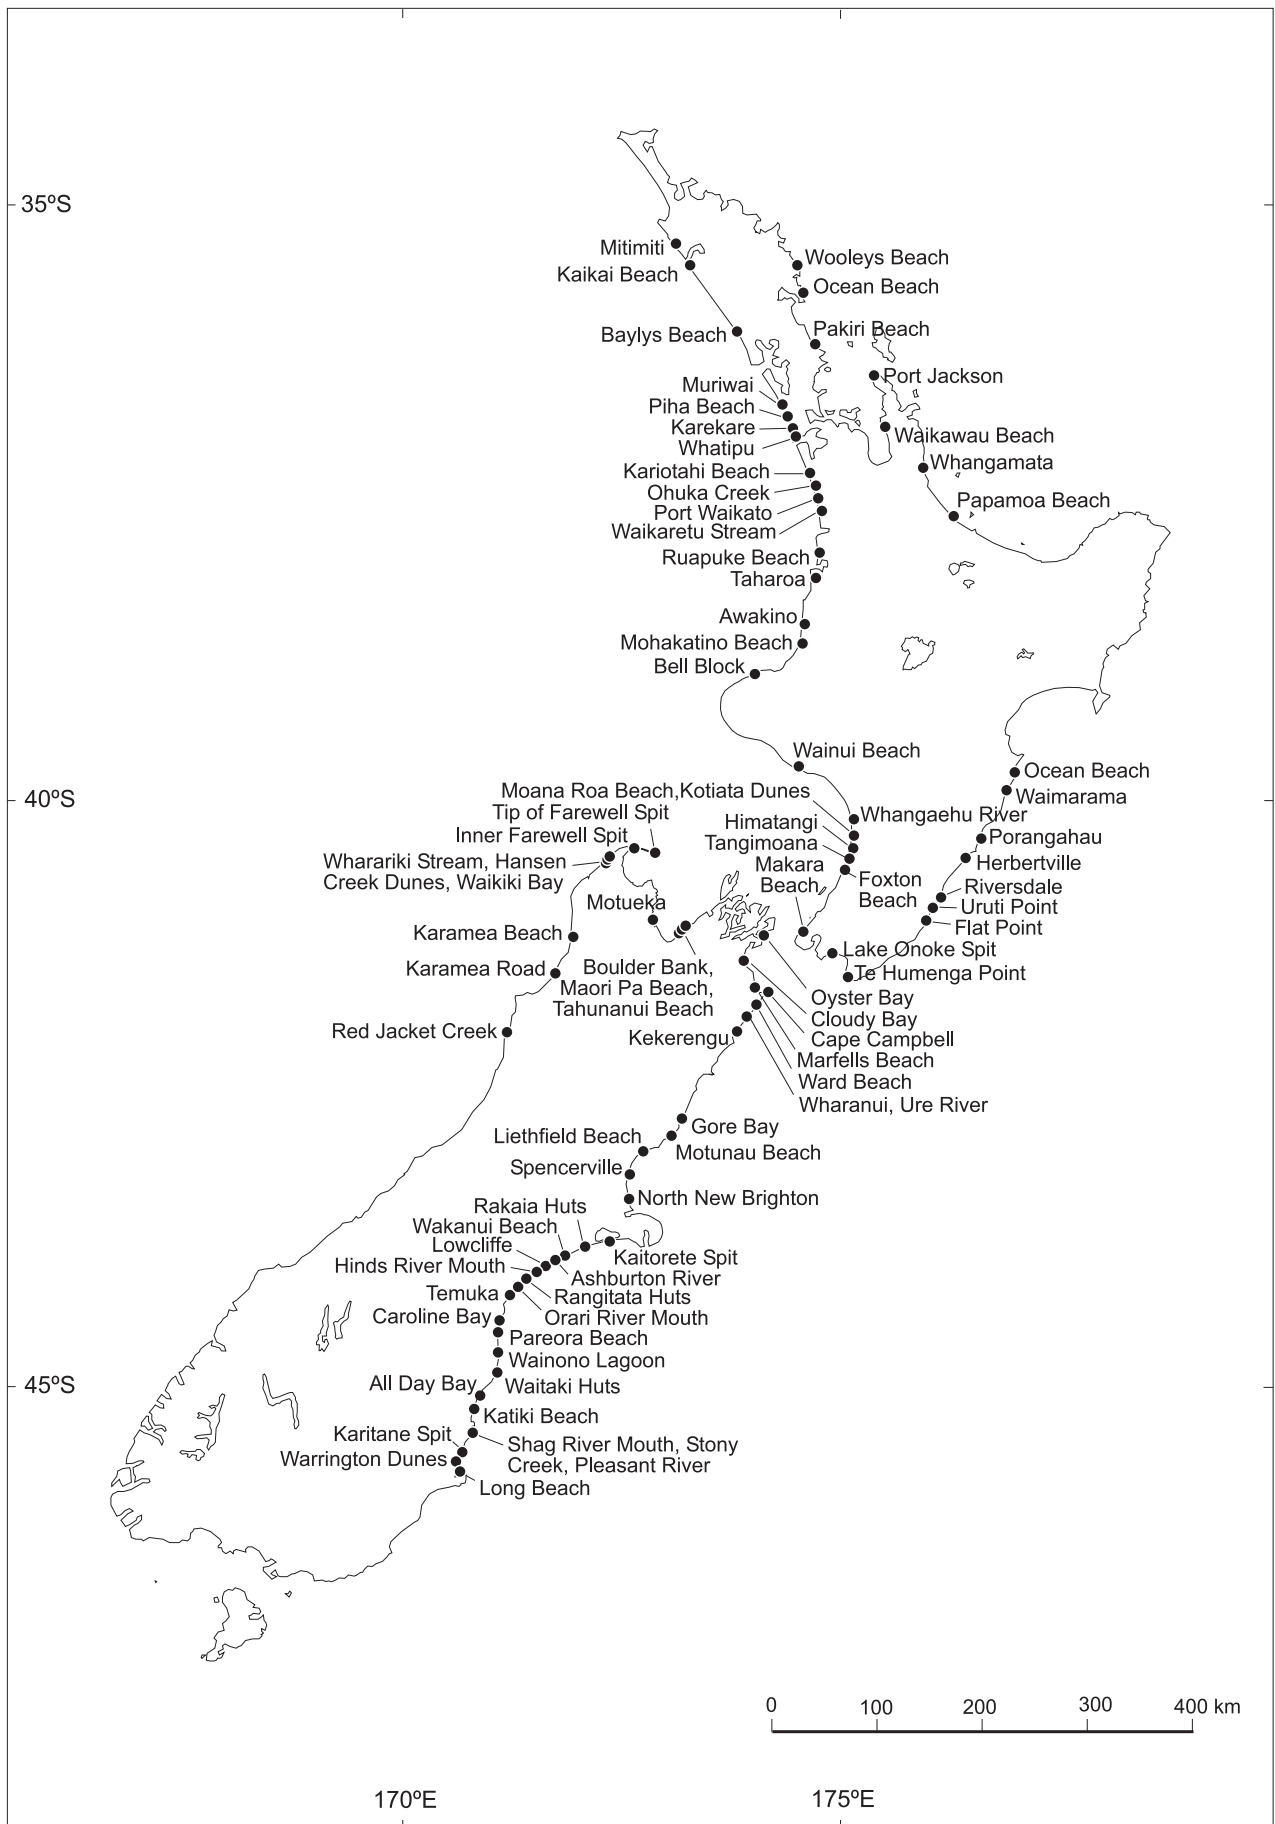 35ºS
Mitimiti
Wooleys Beach
Kaikai Beach
Ocean Beach
Baylys Beach
Pakiri Beach
Port Jackson
Muriwai
Piha Beach
Karekare
Waikawau Beach
Whatipu
Whangamata
Kariotahi Beach
Ohuka Creek
Papamoa Beach
Port Waikato
Waikaretu Stream
Ruapuke Beach
Taharoa
Awakino
Mohakatino Beach
Bell Block
Wainui Beach
Ocean Beach
Moana Roa Beach,Kotiata Dunes
40ºS
Waimarama
Tip of Farewell Spit
Whangaehu River
Himatangi
Inner Farewell Spit
Porangahau
Tangimoana
Wharariki Stream, Hansen
Creek Dunes, Waikiki Bay
Makara
Beach
Herbertville
Foxton
Beach
Riversdale
Motueka
Uruti Point
Flat Point
Karamea Beach
Lake Onoke Spit
Karamea Road
Boulder Bank,
Maori Pa Beach,
Tahunanui Beach
Te Humenga Point
Oyster Bay
Cloudy Bay
Red Jacket Creek
Kekerengu
Cape Campbell
Marfells Beach
Ward Beach
Wharanui, Ure River
Gore Bay
Liethfield Beach
Motunau Beach
Spencerville
North New Brighton
Rakaia Huts
Wakanui Beach
Lowcliffe
Kaitorete Spit
Hinds River Mouth
Ashburton River
Temuka
Rangitata Huts
Caroline Bay
Orari River Mouth
Pareora Beach
Wainono Lagoon
45ºS
All Day Bay
Waitaki Huts
Katiki Beach
Karitane Spit
Shag River Mouth, Stony
Creek, Pleasant River
Warrington Dunes
Long Beach
0 100 200 300 400 km
170ºE 175ºE